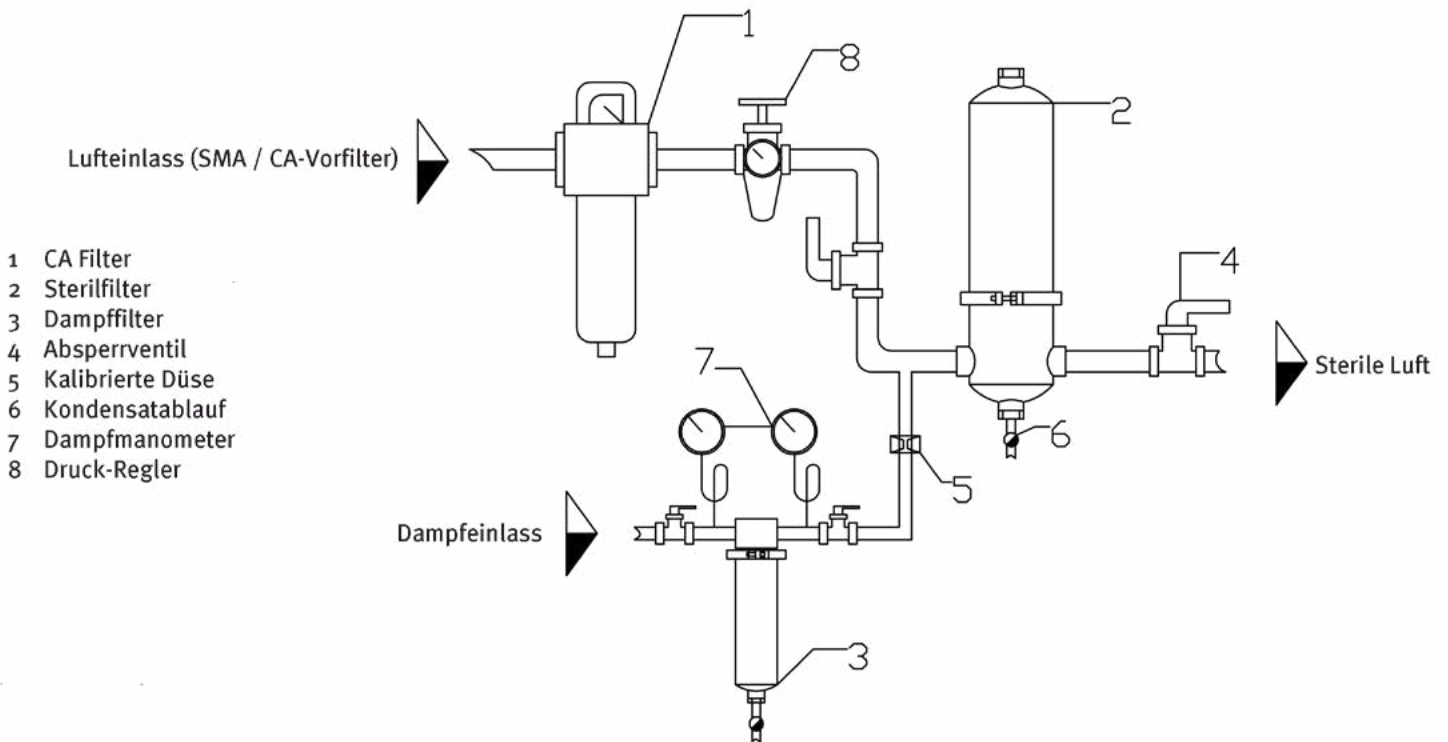 1
8
2
Lufteinlass (SMA / CA-Vorfilter)
1 CA Filter
2 Sterilfilter
3 Dampffilter
4 Absperrventil
5 Kalibrierte Düse
6 Kondensatablauf
7 Dampfmanometer
8 Druck-Regler
4
7
Sterile Luft
6
5
Dampfeinlass
3